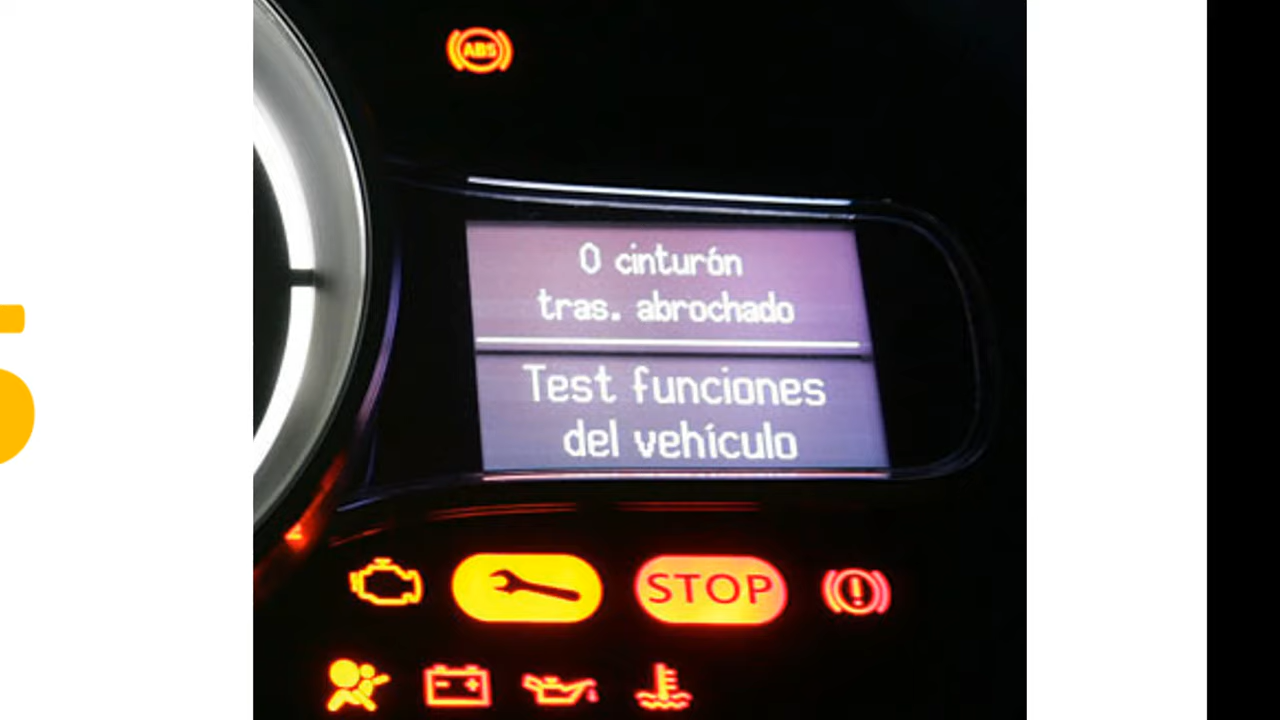 ABS
0 cinturón
tras. abrochado
Test funciones
del vehículo
STOP